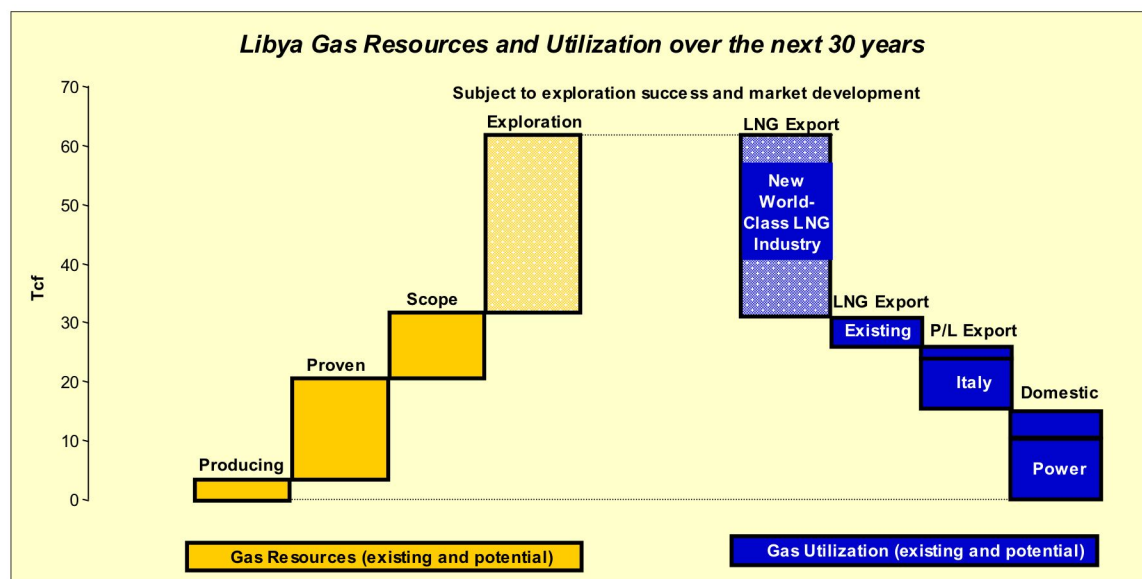 Libya Gas Resources and Utilization over the next 30 years
70
60
50
40
30
20
10
0
Tcf
Subject to exploration success and market development
Exploration
LNG Export
New
World-
Class LNG
Industry
Scope
LNG Export
Existing
P/L Export
Proven
Italy
Domestic
Producing
Power
Gas Resources (existing and potential)
Gas Utilization (existing and potential)